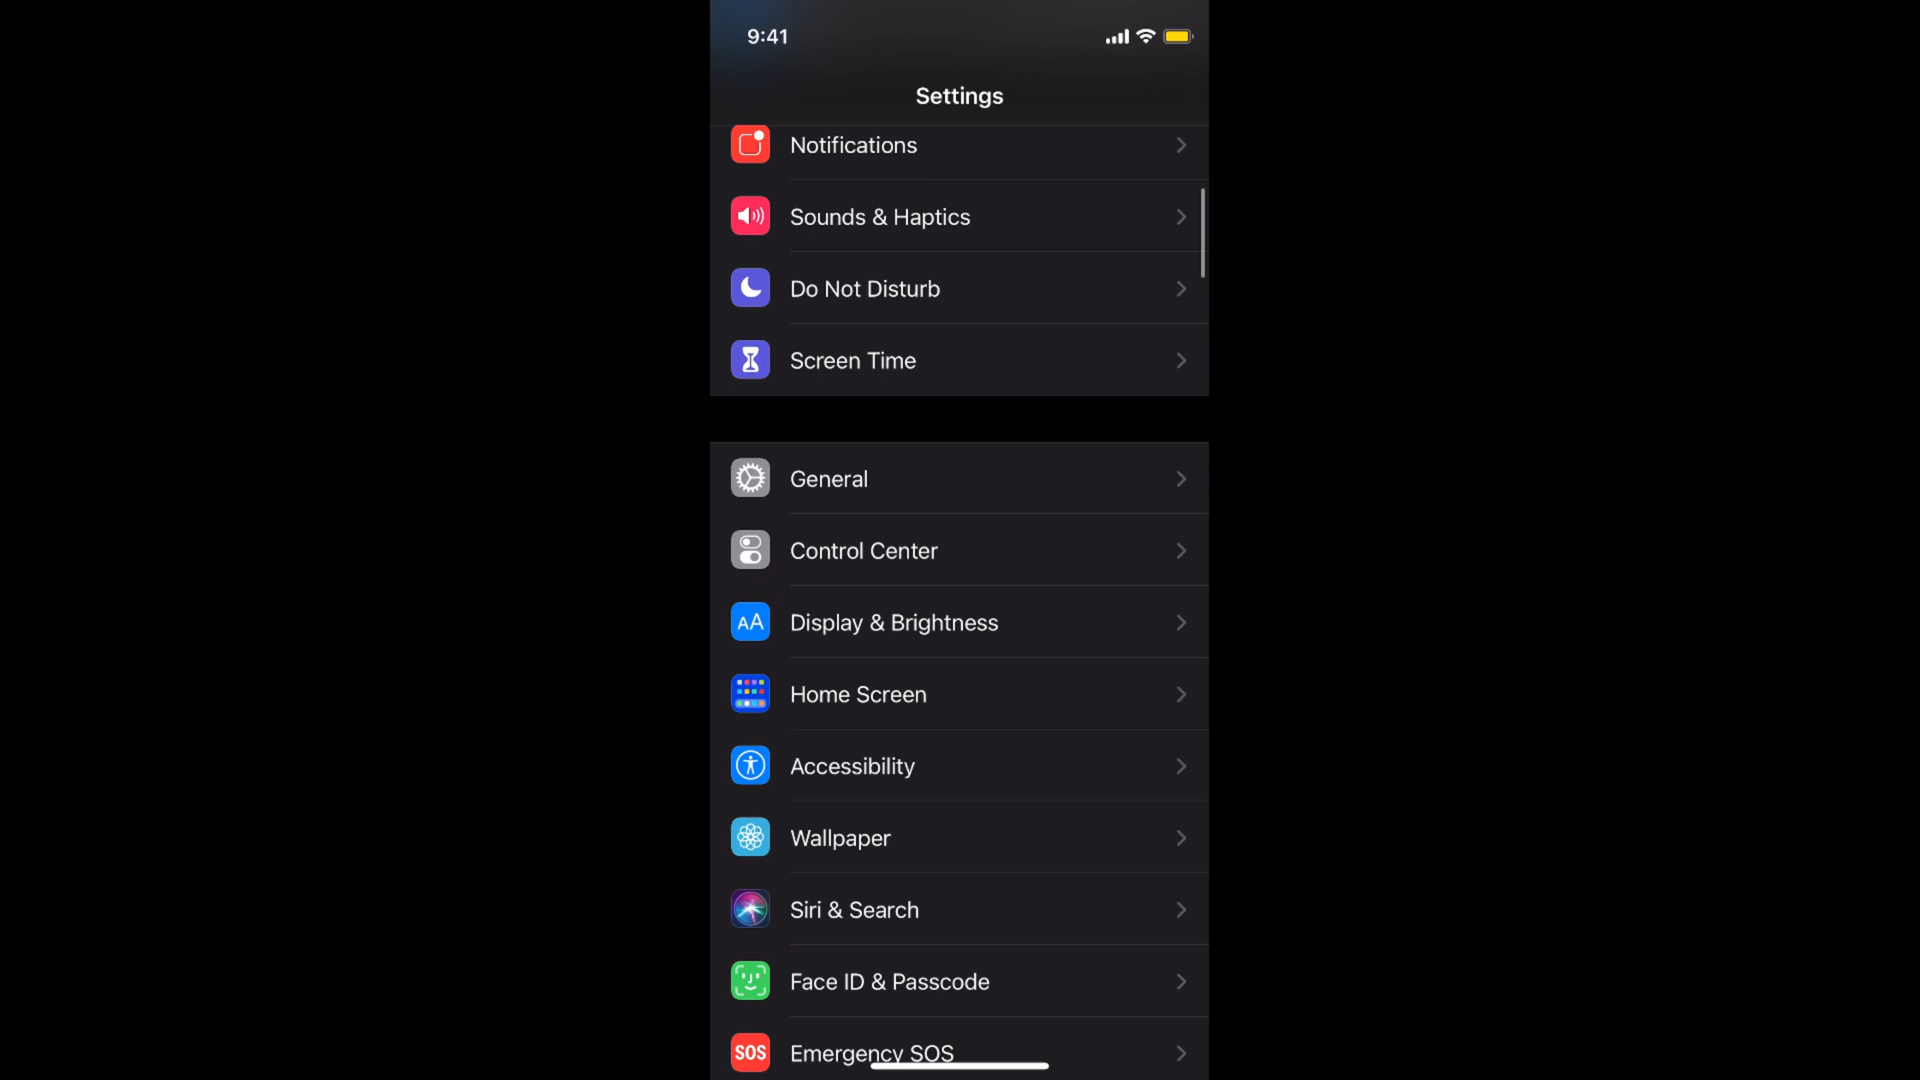 9:41
Settings
Notifications
Sounds & Haptics
Do Not Disturb
Screen Time
General
Control Center
AA Display & Brightness
Home Screen
Accessibility
Wallpaper
Siri & Search
Face ID & Passcode
SOS Emergency SOS